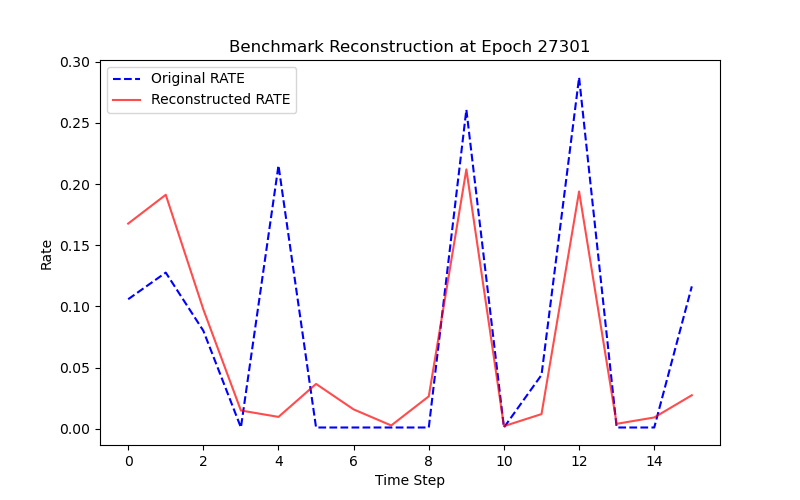 Benchmark Reconstruction at Epoch 27301
Original RATE
Reconstructed RATE
0.30
0.25
0.20
0.15
0.10
0.05
0.00
Rate
0 2 4 6 8 10 12 14
Time Step